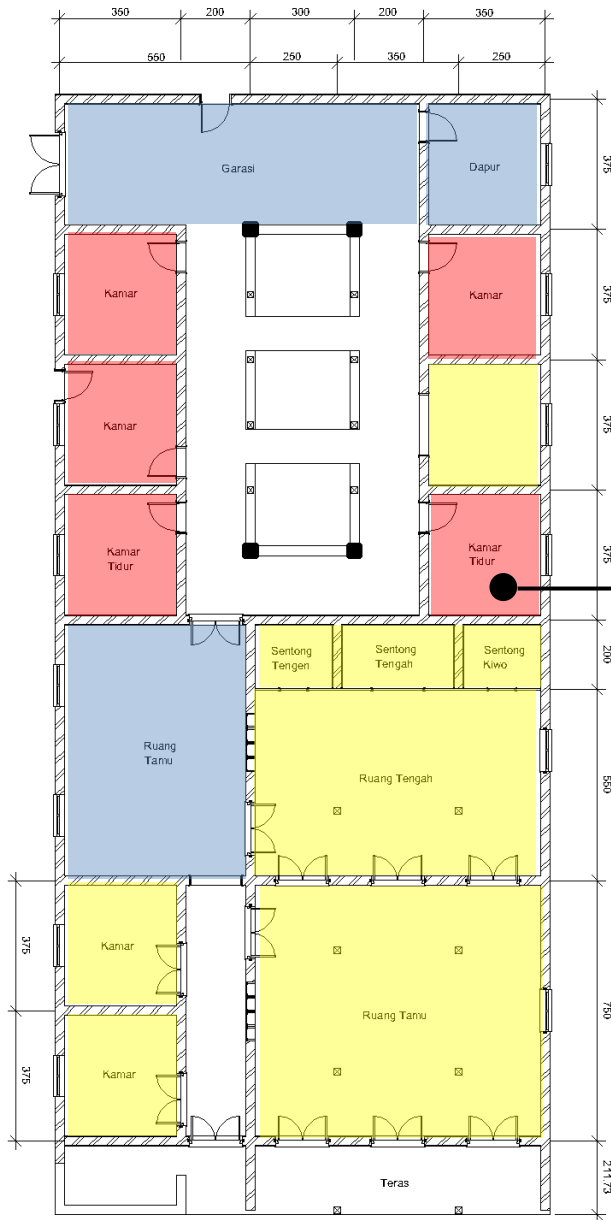 350
200
300
200
350
550
250
350
250
Garasi
Dapur
375
Kamar
Kamar
375
Kamar
375
Kamar
Tidur
Kamar
Tidur
375
Sentong
Tengen
Sentong
Tengah
Sentong
Kiwo
200
Ruang
Tamu
Ruang Tengah
550
Kamar
375
Ruang Tamu
750
Kamar
375
Teras
211.73